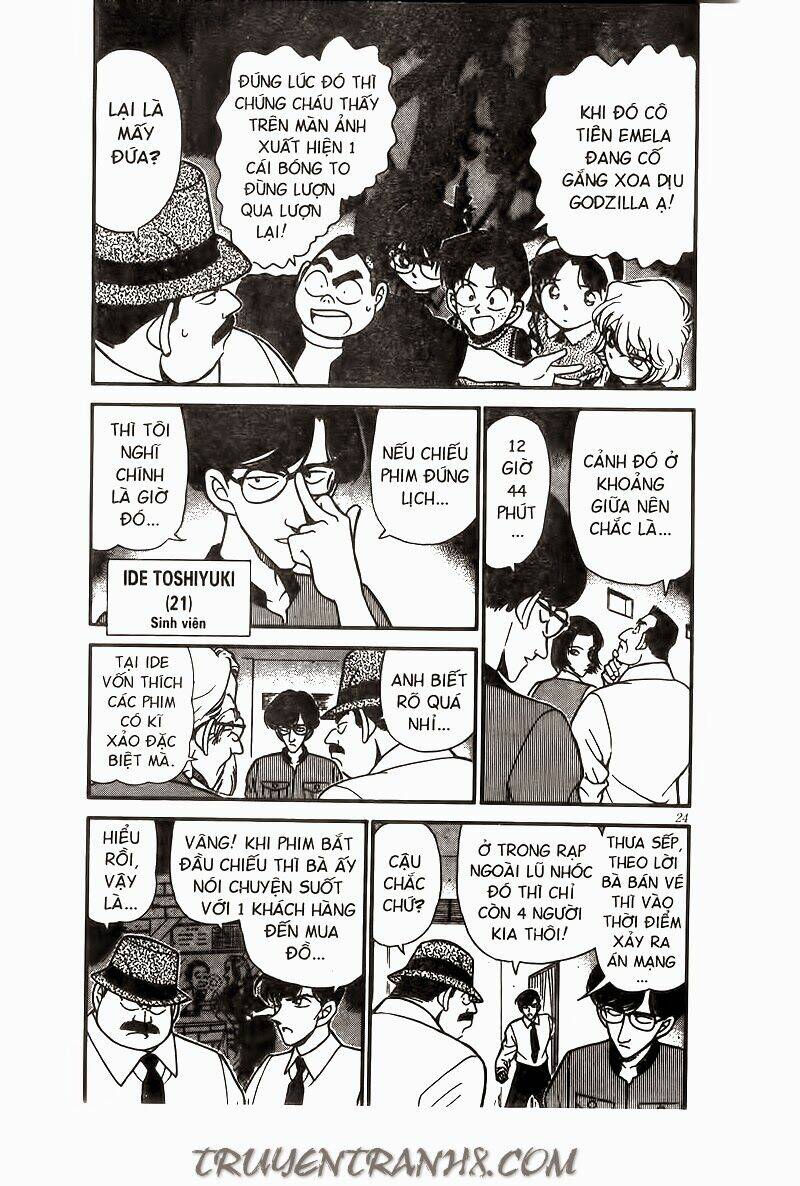 KHI ĐÓ CÔ
TIÊN EMELA
ĐANG CỐ
GẮNG XOA DỊU
GODZILLA Ạ!
ĐÚNG LÚC ĐÓ THÌ
CHÚNG CHÁU THẤY
TRÊN MÀN ẢNH
XUẤT HIỆN 1
CÁI BÓNG TO
ĐÙNG LƯỢN
QUA LƯỢN
LẠI!
LẠI LÀ
MẤY
ĐỨA?
CẢNH ĐÓ Ở
KHOẢNG
GIỮA NÊN
CHẮC LÀ...
12
GIỜ
44
PHÚT
...
NẾU CHIẾU
PHIM ĐÚNG
LỊCH...
THÌ TÔI
NGHĨ
CHÍNH
LÀ GIỜ
ĐÓ...
IDE TOSHIYUKI
(21)
Sinh viên
ANH BIẾT
RÕ QUÁ
NHỈ...
TẠI IDE
VỐN THÍCH
CÁC PHIM
CÓ KĨ
XẢO ĐẶC
BIỆT MÀ.
24
THƯA SẾP,
THEO LỜI
BÀ BÁN VÉ
THÌ VÀO
THỜI ĐIỂM
XẢY RA
ÁN MẠNG
...
Ở TRONG RẠP
NGOÀI LŨ NHÓC
ĐÓ THÌ CHỈ
CÒN 4 NGƯỜI
KIA THÔI!
CẬU
CHẮC
CHỨ?
VÂNG! KHI PHIM BẮT
ĐẦU CHIẾU THÌ BÀ ẤY
NÓI CHUYỆN SUỐT
VỚI 1 KHÁCH HÀNG
ĐẾN MUA
ĐỒ...
HIỂU
RỒI,
VẬY
LÀ...
TRUYENTRANH8.COM